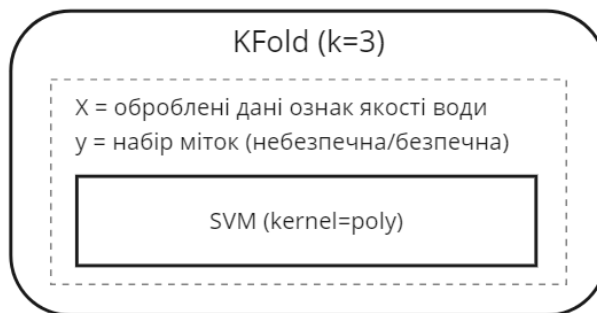 KFold (k=3)
X = оброблені дані ознак якості води
y = набір міток (небезпечна/безпечна)
SVM (kernel=poly)